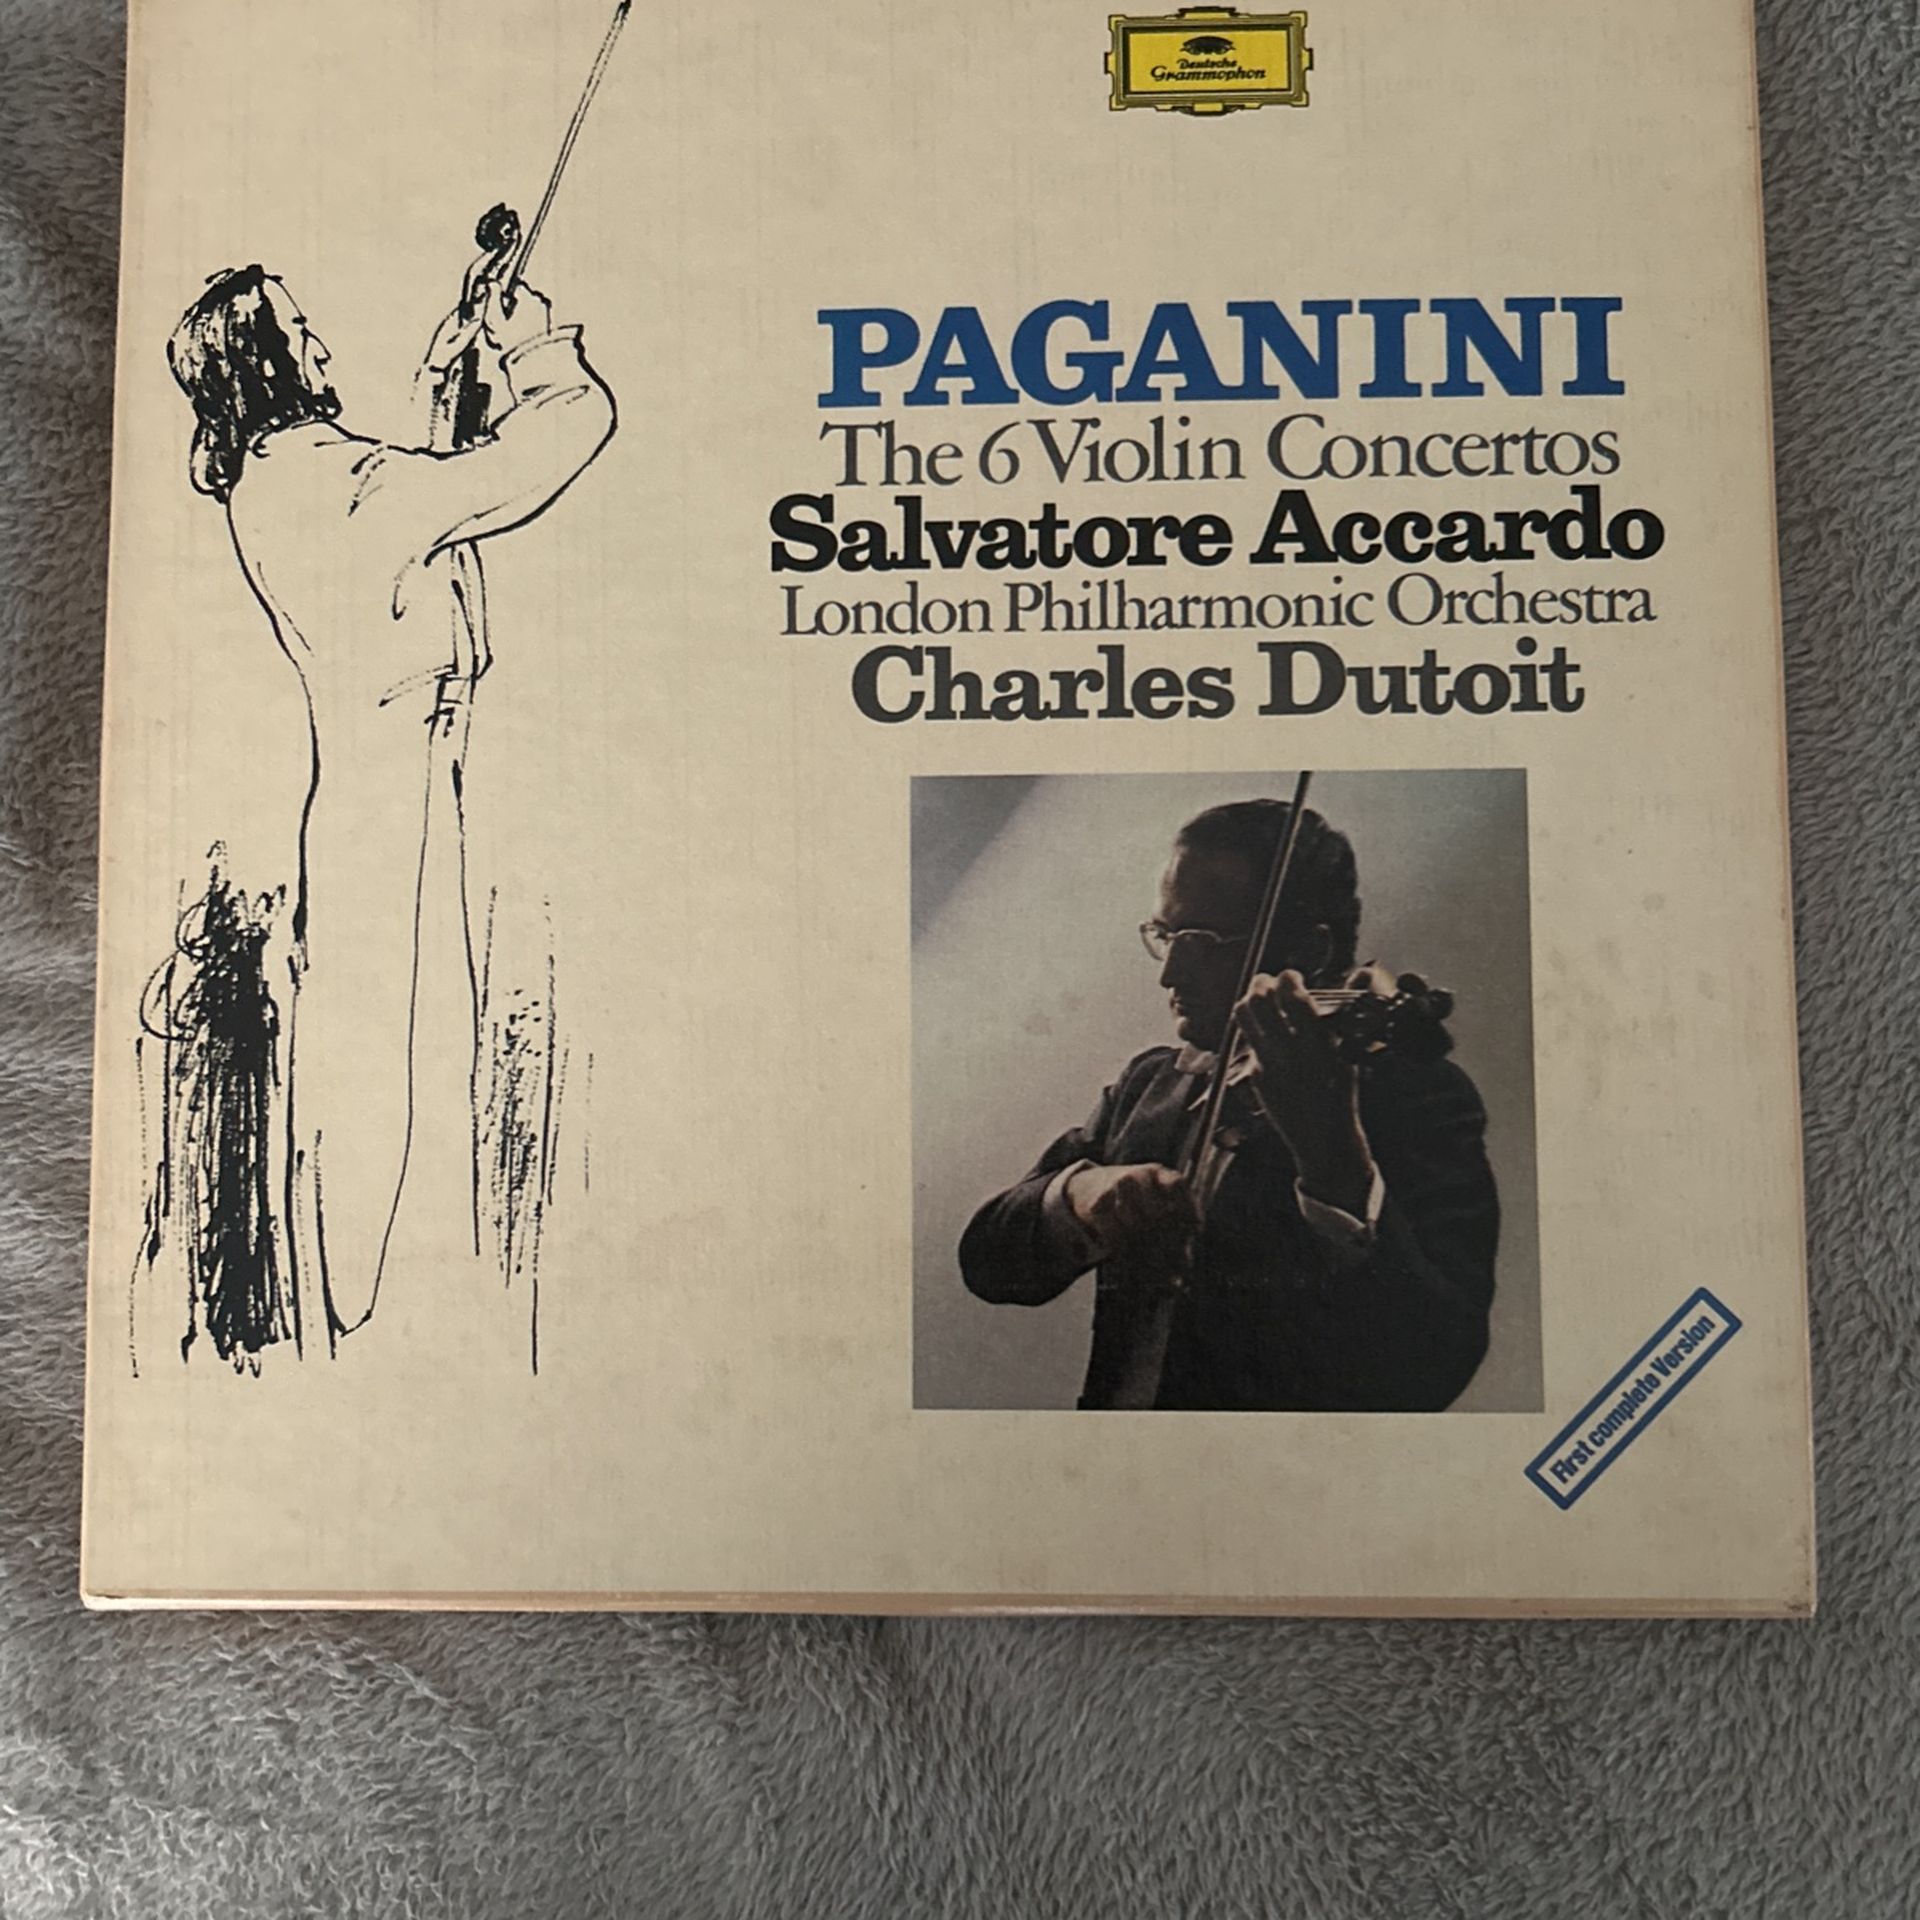 Deutsche
Grammophon
PAGANINI
The 6 Violin Concertos
Salvatore Accardo
London Philharmonic Orchestra
Charles Dutoit
First complete Version